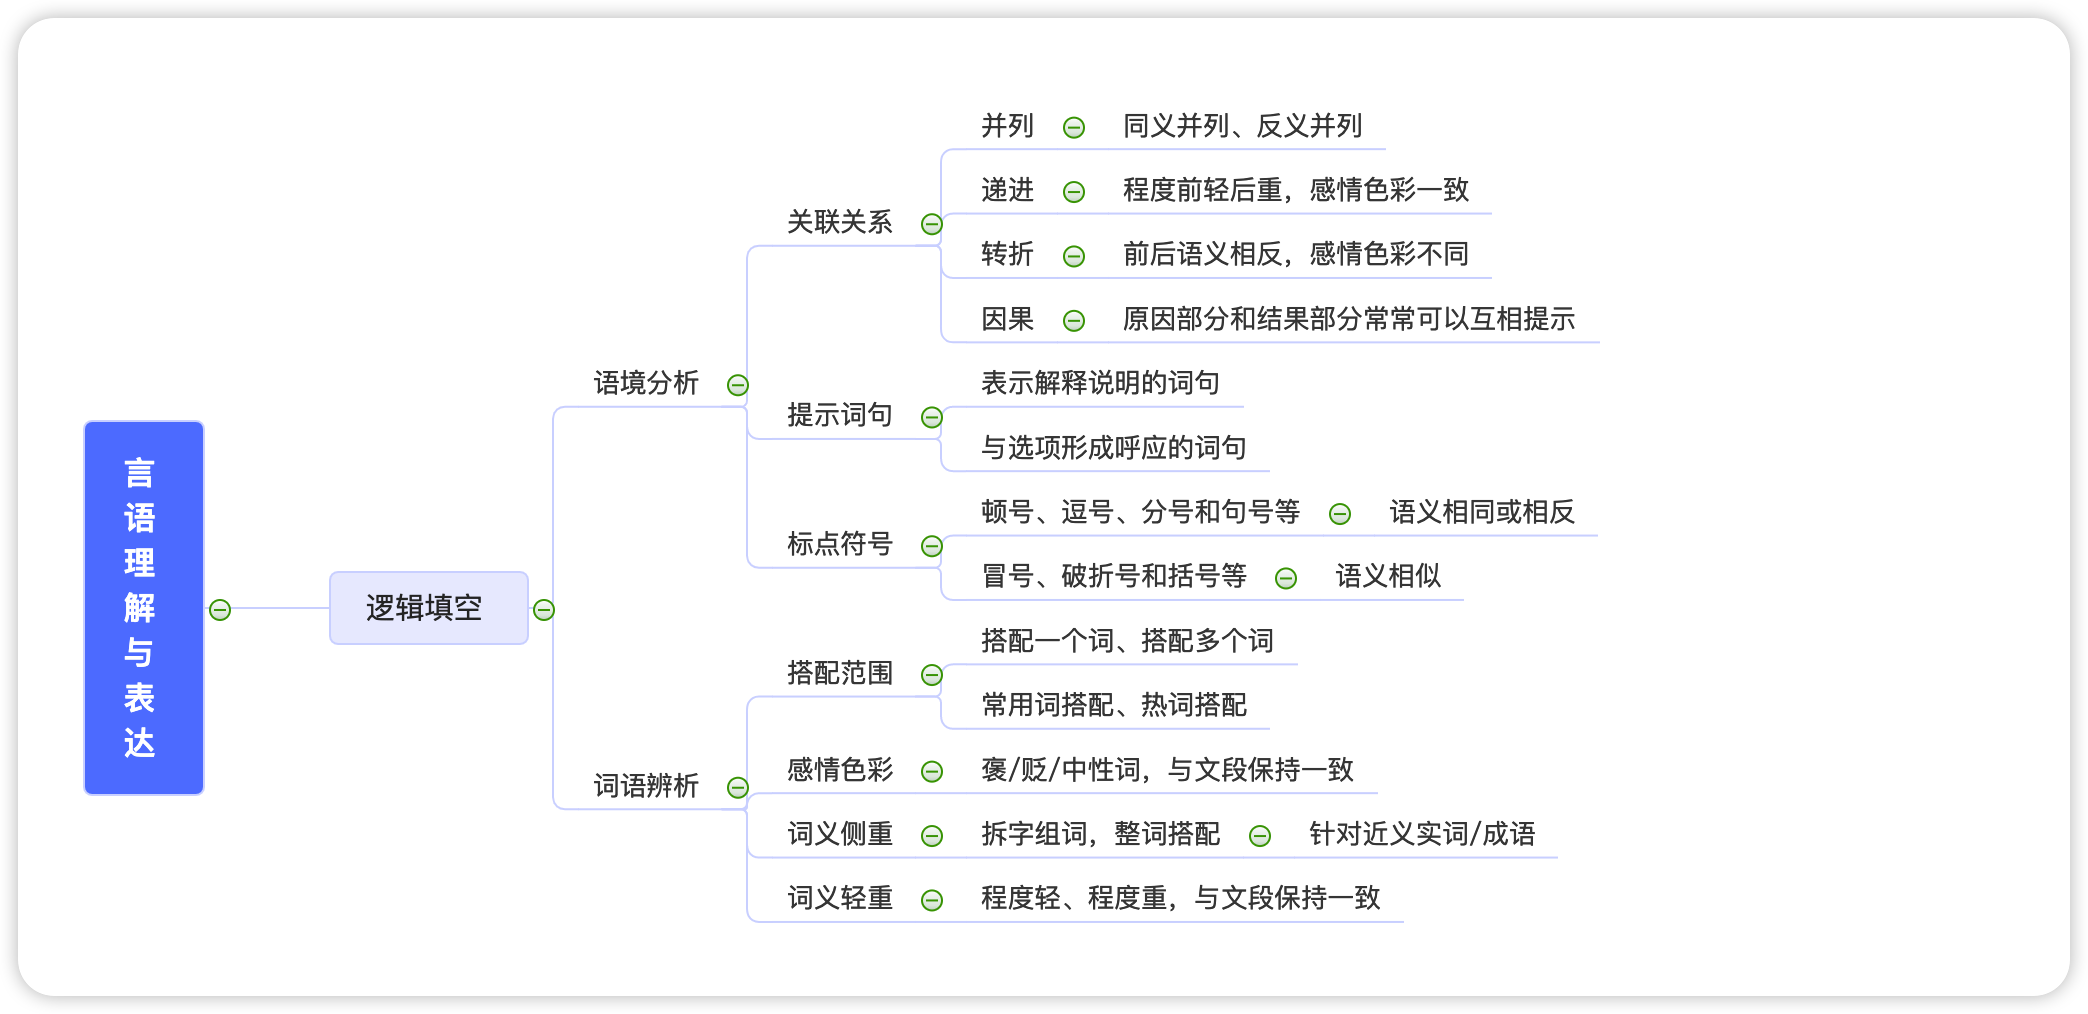 言语理解与表达
逻辑填空
语境分析
关联关系
并列
同义并列、反义并列
递进
程度前轻后重，感情色彩一致
转折
前后语义相反，感情色彩不同
因果
原因部分和结果部分常常可以互相提示
提示词句
表示解释说明的词句
与选项形成呼应的词句
标点符号
顿号、逗号、分号和句号等
语义相同或相反
冒号、破折号和括号等
语义相似
词语辨析
搭配范围
搭配一个词、搭配多个词
常用词搭配、热词搭配
感情色彩
褒/贬/中性词，与文段保持一致
词义侧重
拆字组词，整词搭配
针对近义实词/成语
词义轻重
程度轻、程度重，与文段保持一致